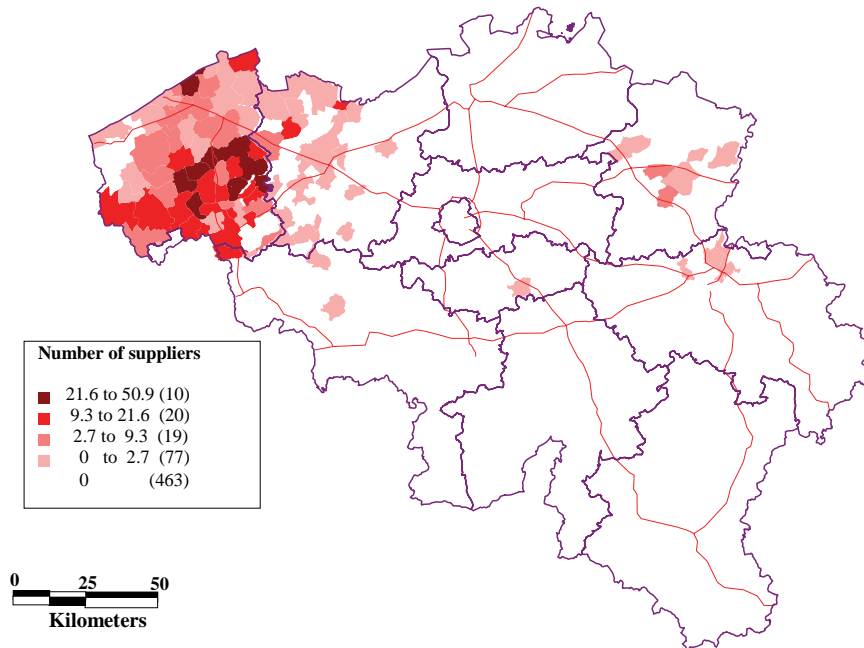 Number of suppliers
21.6 to 50.9 (10)
9.3 to 21.6 (20)
2.7 to 9.3 (19)
0 to 2.7 (77)
0 (463)
0 25 50
Kilometers